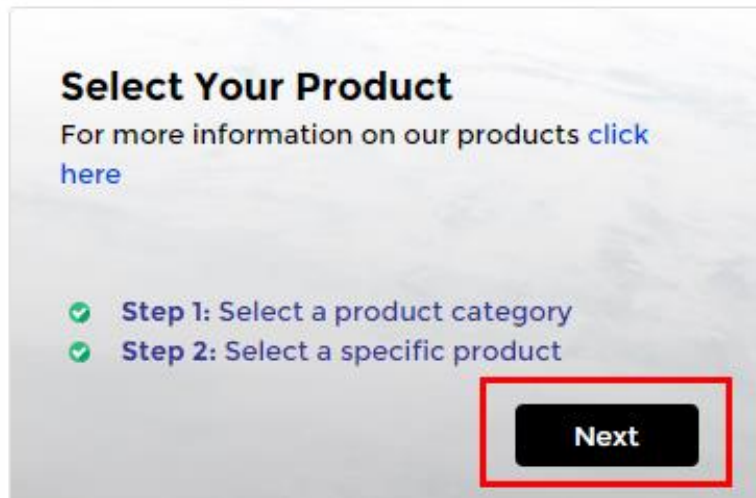 Select Your Product
For more information on our products click
here
Step 1: Select a product category
Step 2: Select a specific product
Next